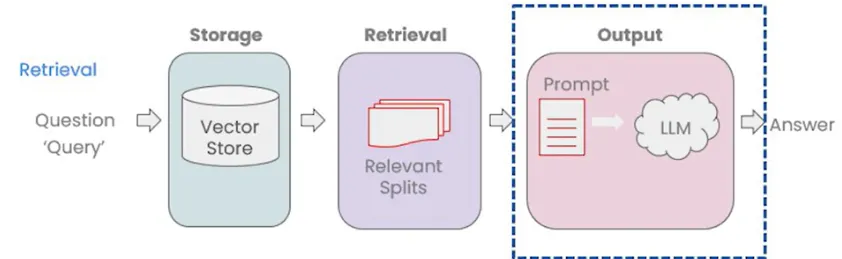 Storage
Retrieval
Output
Retrieval
Question
‘Query’
Vector
Store
Relevant
Splits
Prompt
LLM
Answer